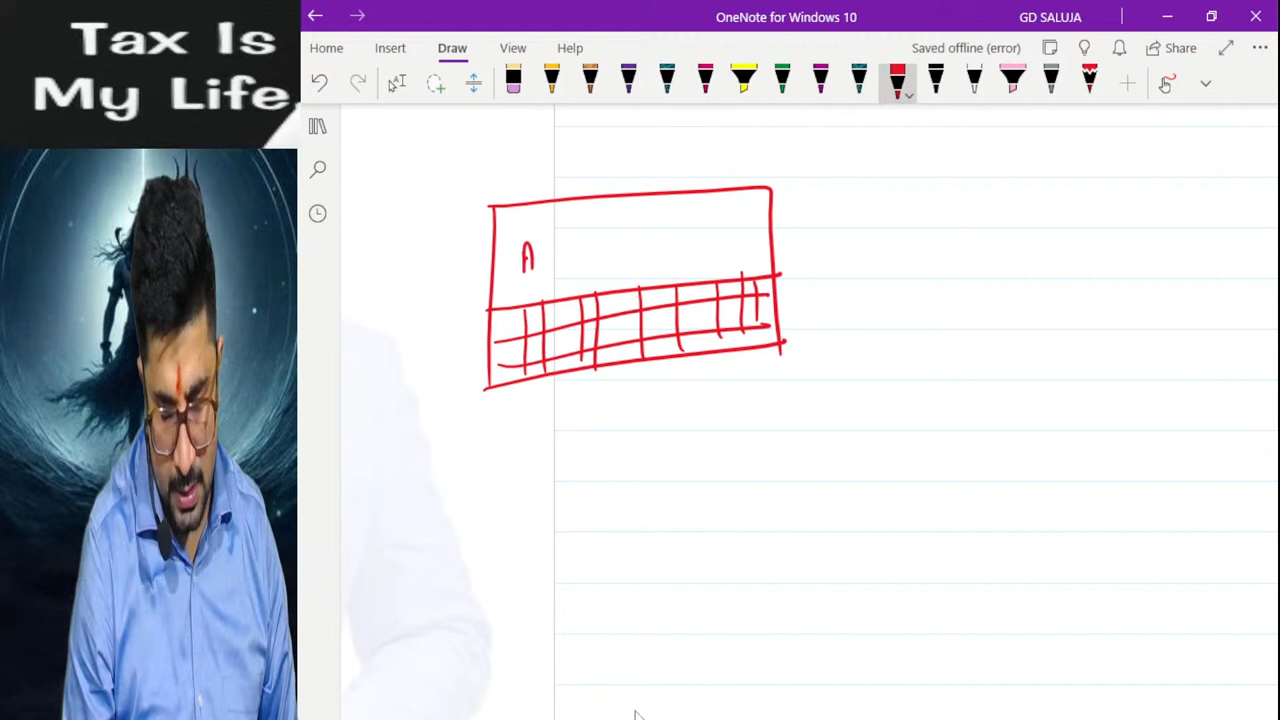 Tax Is
My Life
OneNote for Windows 10
GD SALUJA
Home
Insert
Draw
View
Help
Saved offline (error)
Share
A